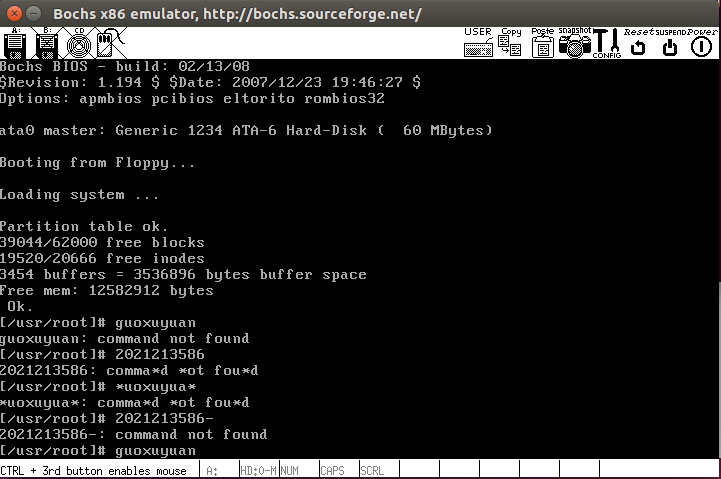 Bochs x86 emulator, http://bochs.sourceforge.net/
A: B: CD USER Copy Paste snapshot CONFIG Reset SUSPEND Power
Bochs BIOS - build: 02/13/08
$Revision: 1.194 $ $Date: 2007/12/23 19:46:27 $
Options: apmbios pcibios eltorito rombios32
ata0 master: Generic 1234 ATA-6 Hard-Disk (  60 MBytes)
Booting from Floppy...
Loading system ...
Partition table ok.
39044/62000 free blocks
19520/20666 free inodes
3454 buffers = 3536896 bytes buffer space
Free mem: 12582912 bytes
 Ok.
[/usr/root]# guoxuyuan
guoxuyuan: command not found
[/usr/root]# 2021213586
2021213586: comma*d *ot fou*d
[/usr/root]# *uoxuyua*
*uoxuyua*: comma*d *ot fou*d
[/usr/root]# 2021213586-
2021213586-: command not found
[/usr/root]# guoxuyuan
CTRL + 3rd button enables mouse A: HD:0-M NUM CAPS SCRL